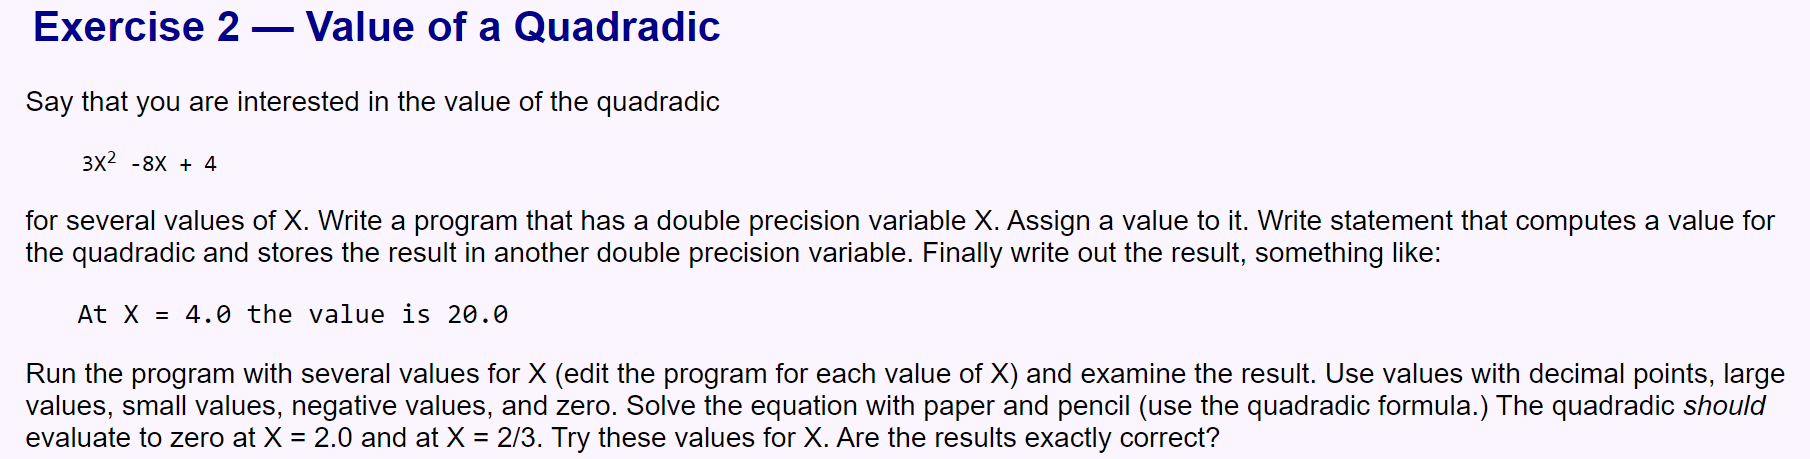 Exercise 2 — Value of a Quadradic
Say that you are interested in the value of the quadradic
3X² -8X + 4
for several values of X. Write a program that has a double precision variable X. Assign a value to it. Write statement that computes a value for
the quadradic and stores the result in another double precision variable. Finally write out the result, something like:
At X = 4.0 the value is 20.0
Run the program with several values for X (edit the program for each value of X) and examine the result. Use values with decimal points, large
values, small values, negative values, and zero. Solve the equation with paper and pencil (use the quadradic formula.) The quadradic should
evaluate to zero at X = 2.0 and at X = 2/3. Try these values for X. Are the results exactly correct?